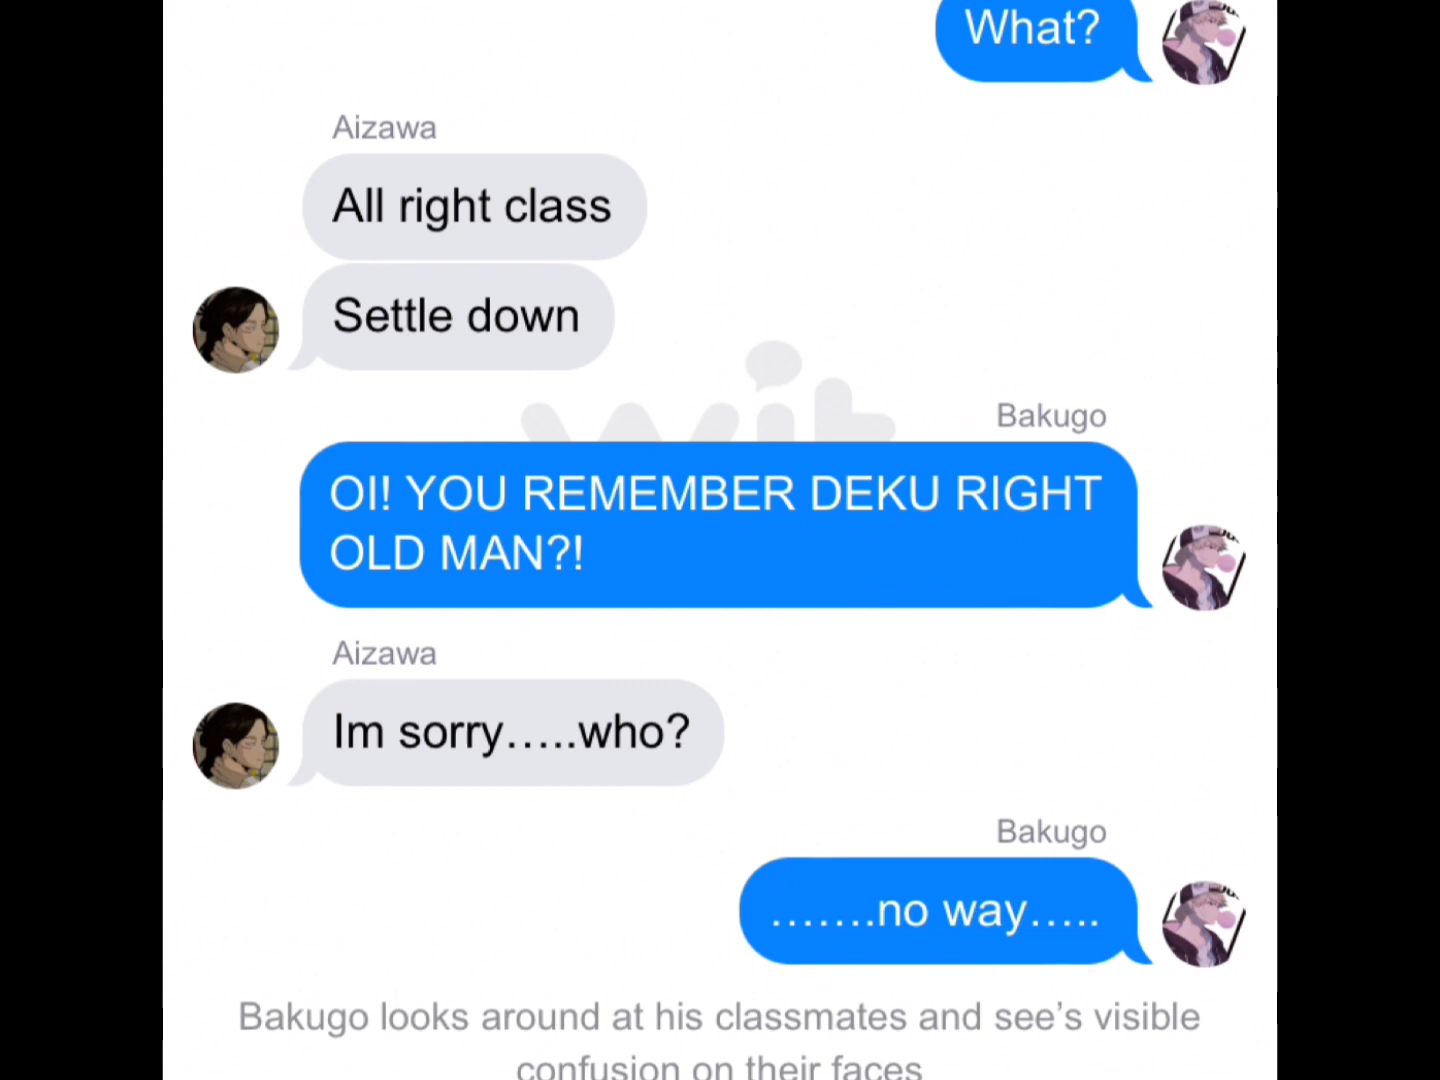 What?
Aizawa
All right class
Settle down
wit
Bakugo
OI! YOU REMEMBER DEKU RIGHT
OLD MAN?!
Aizawa
Im sorry…..who?
Bakugo
…….no way…..
Bakugo looks around at his classmates and see’s visible
confusion on their faces